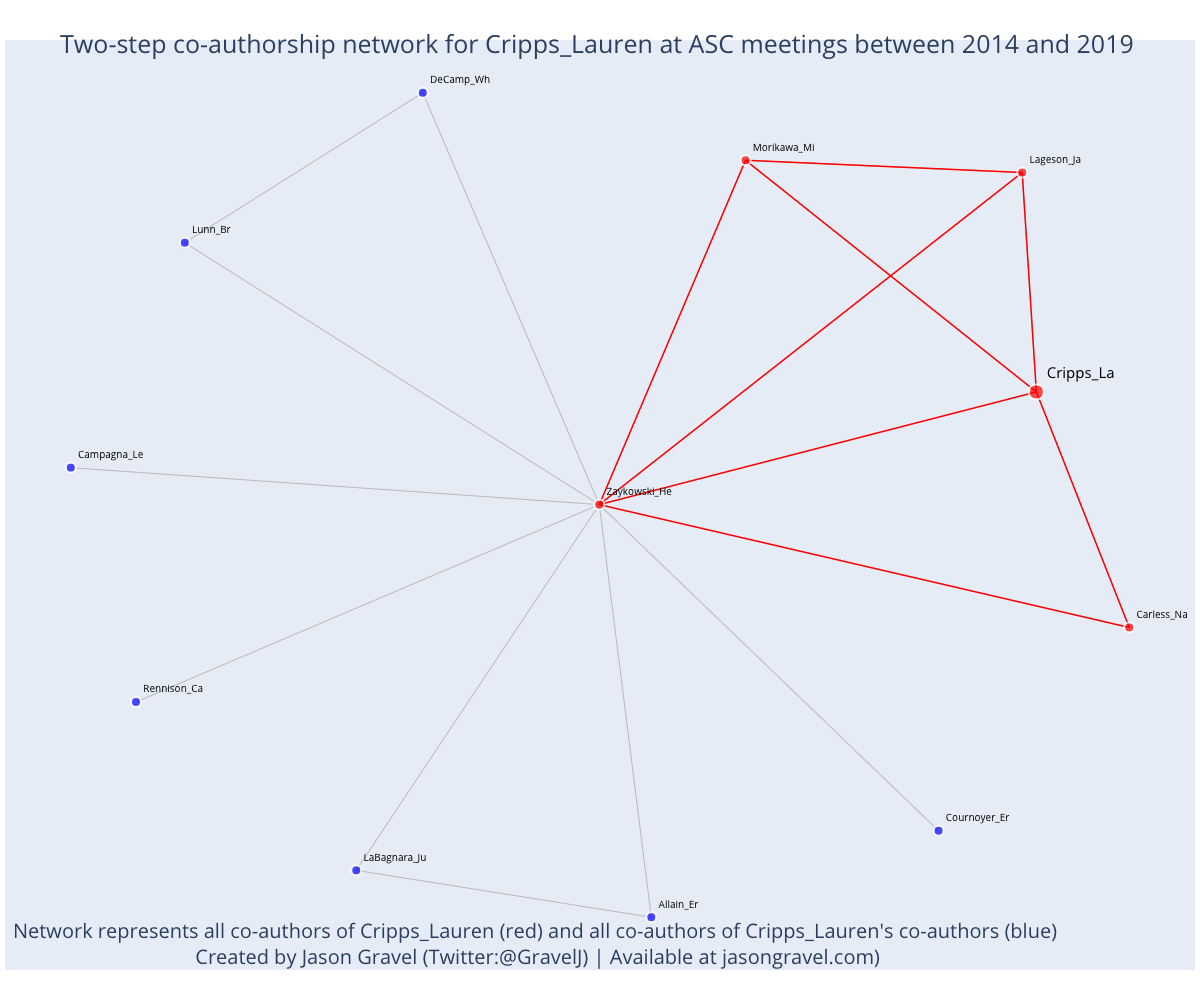 Two-step co-authorship network for Cripps_Lauren at ASC meetings between 2014 and 2019
DeCamp_Wh
Morikawa_Mi
Lageson_Ja
Lunn_Br
Cripps_La
Campagna_Le
Zaykowski_He
Carless_Na
Rennison_Ca
Cournoyer_Er
LaBagnara_Ju
Allain_Er
Network represents all co-authors of Cripps_Lauren (red) and all co-authors of Cripps_Lauren's co-authors (blue)
Created by Jason Gravel (Twitter:@GravelJ) | Available at jasongravel.com)